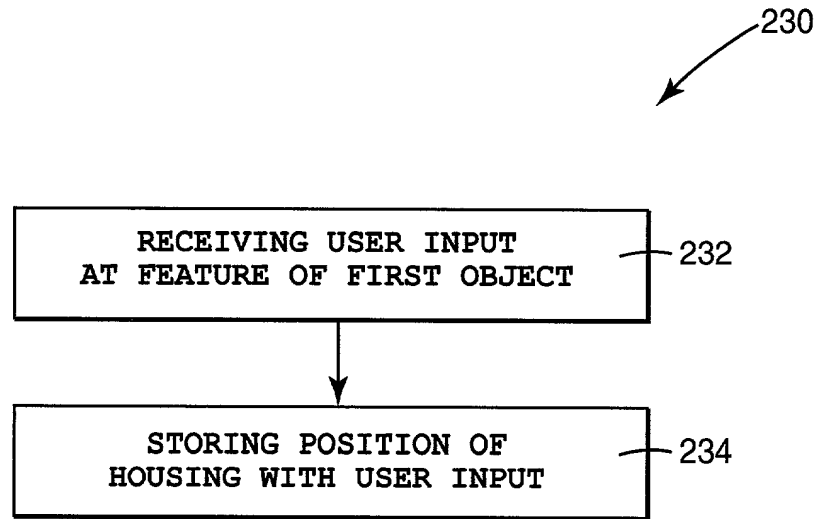 230
RECEIVING USER INPUT
AT FEATURE OF FIRST OBJECT
232
STORING POSITION OF
HOUSING WITH USER INPUT
234